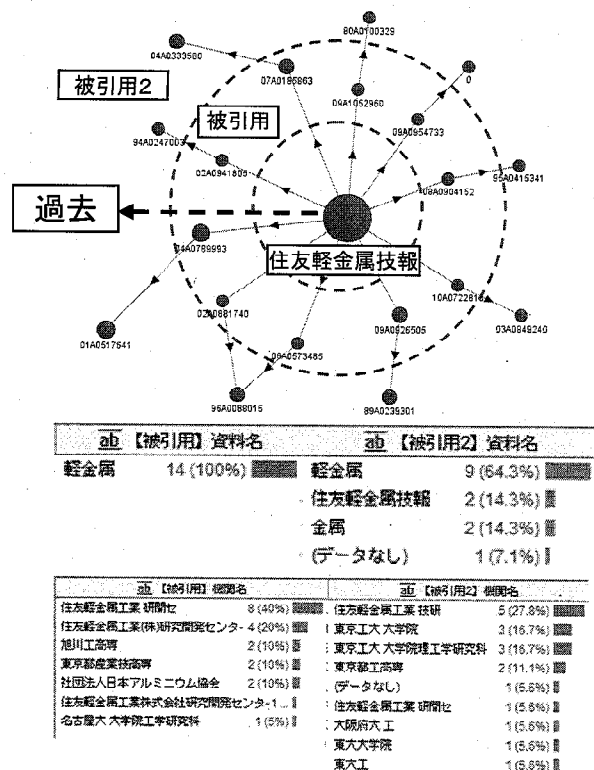 80A0100329
04A0333500
07A0185863
0
被引用2
09A1052960
被引用
09A0954733
94A0247003
02A0941805
08A0904152
95A0415341
過去
04A0789993
住友軽金属技報
10A0722818
02A0881740
09A0926505
03A0849240
01A0517641
06A0573485
96A0088015
89A0239301
ab 【被引用】 資料名
ab 【被引用2】 資料名
軽金属 14 (100%)
軽金属 9 (64.3%)
住友軽金属技報 2 (14.3%)
金属 2 (14.3%)
(データなし) 1 (7.1%)
ab 【被引用】 機関名
ab 【被引用2】 機関名
住友軽金属工業 研開セ 8 (40%)
住友軽金属工業 技研 5 (27.8%)
住友軽金属工業(株)研究開発センタ- 4 (20%)
東京工大 大学院 3 (16.7%)
旭川工高専 2 (10%)
東京工大 大学院理工学研究科 3 (16.7%)
東京都産業技高専 2 (10%)
東京都工高専 2 (11.1%)
社団法人日本アルミニウム協会 2 (10%)
(データなし) 1 (5.6%)
住友軽金属工業株式会社研究開発センタ- 1 ...
住友軽金属工業 研開セ 1 (5.6%)
名古屋大 大学院工学研究科 1 (5%)
大阪府大 工 1 (5.6%)
東大大学院 1 (5.6%)
東大工 1 (5.6%)